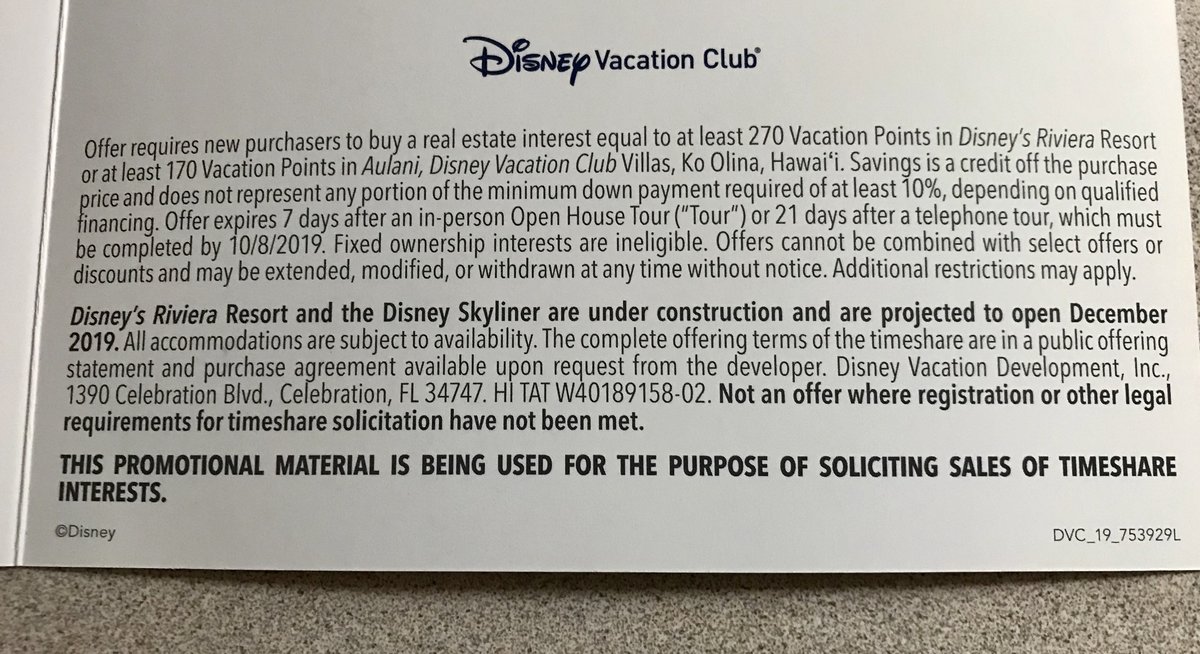 Disney Vacation Club®
Offer requires new purchasers to buy a real estate interest equal to at least 270 Vacation Points in Disney's Riviera Resort
or at least 170 Vacation Points in Aulani, Disney Vacation Club Villas, Ko Olina, Hawai‘i. Savings is a credit off the purchase
price and does not represent any portion of the minimum down payment required of at least 10%, depending on qualified
financing. Offer expires 7 days after an in-person Open House Tour (“Tour”) or 21 days after a telephone tour, which must
be completed by 10/8/2019. Fixed ownership interests are ineligible. Offers cannot be combined with select offers or
discounts and may be extended, modified, or withdrawn at any time without notice. Additional restrictions may apply.
Disney's Riviera Resort and the Disney Skyliner are under construction and are projected to open December
2019. All accommodations are subject to availability. The complete offering terms of the timeshare are in a public offering
statement and purchase agreement available upon request from the developer. Disney Vacation Development, Inc.,
1390 Celebration Blvd., Celebration, FL 34747. HI TAT W40189158-02. Not an offer where registration or other legal
requirements for timeshare solicitation have not been met.
THIS PROMOTIONAL MATERIAL IS BEING USED FOR THE PURPOSE OF SOLICITING SALES OF TIMESHARE
INTERESTS.
©Disney
DVC_19_753929L